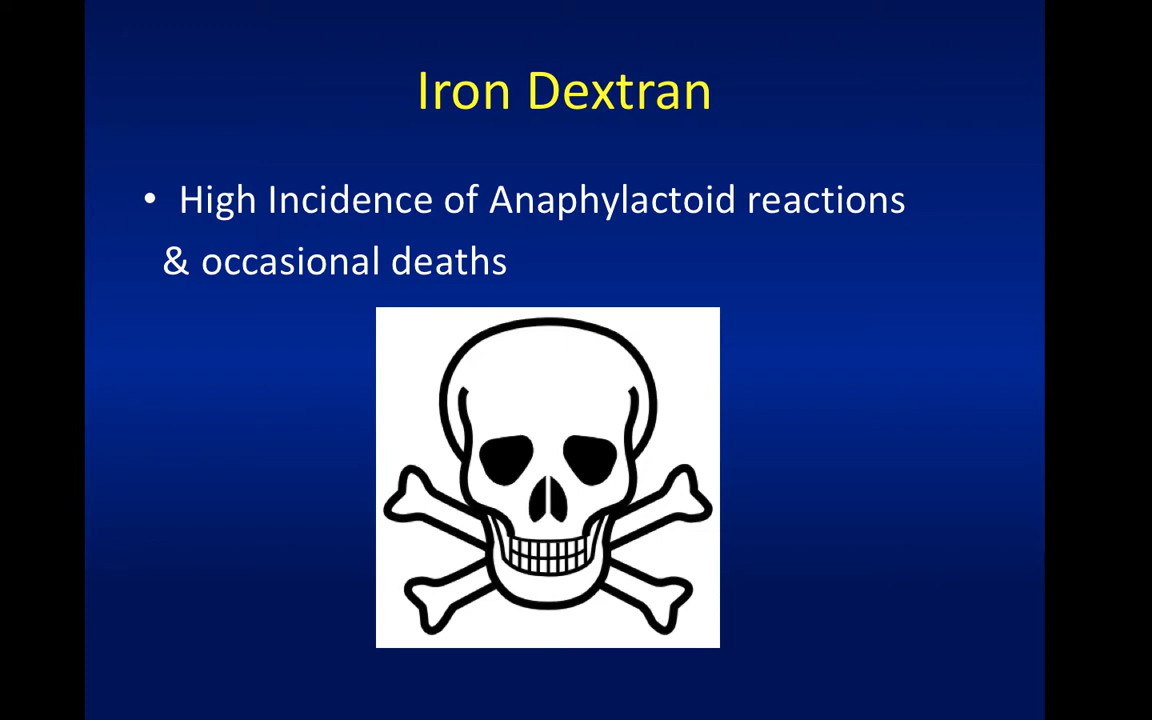 Iron Dextran
• High Incidence of Anaphylactoid reactions
& occasional deaths